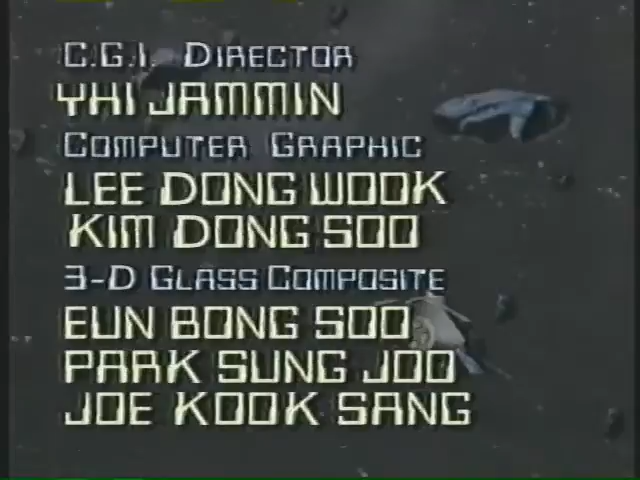 C.G.I. DIRECTOR
YHI JAMMIN
COMPUTER GRAPHIC
LEE DONG WOOK
KIM DONG SOO
3-D GLASS COMPOSITE
EUN BONG SOO
PARK SUNG JOO
JOE KOOK SANG